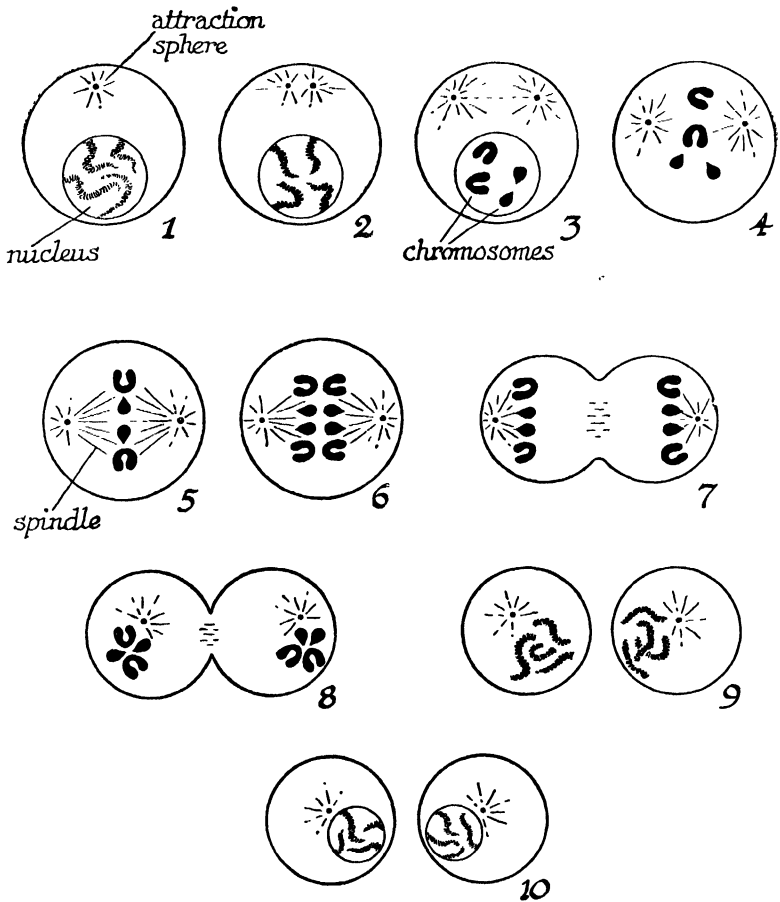 attraction
sphere
1
2
3
4
nucleus
chromosomes
5
6
7
spindle
8
9
10